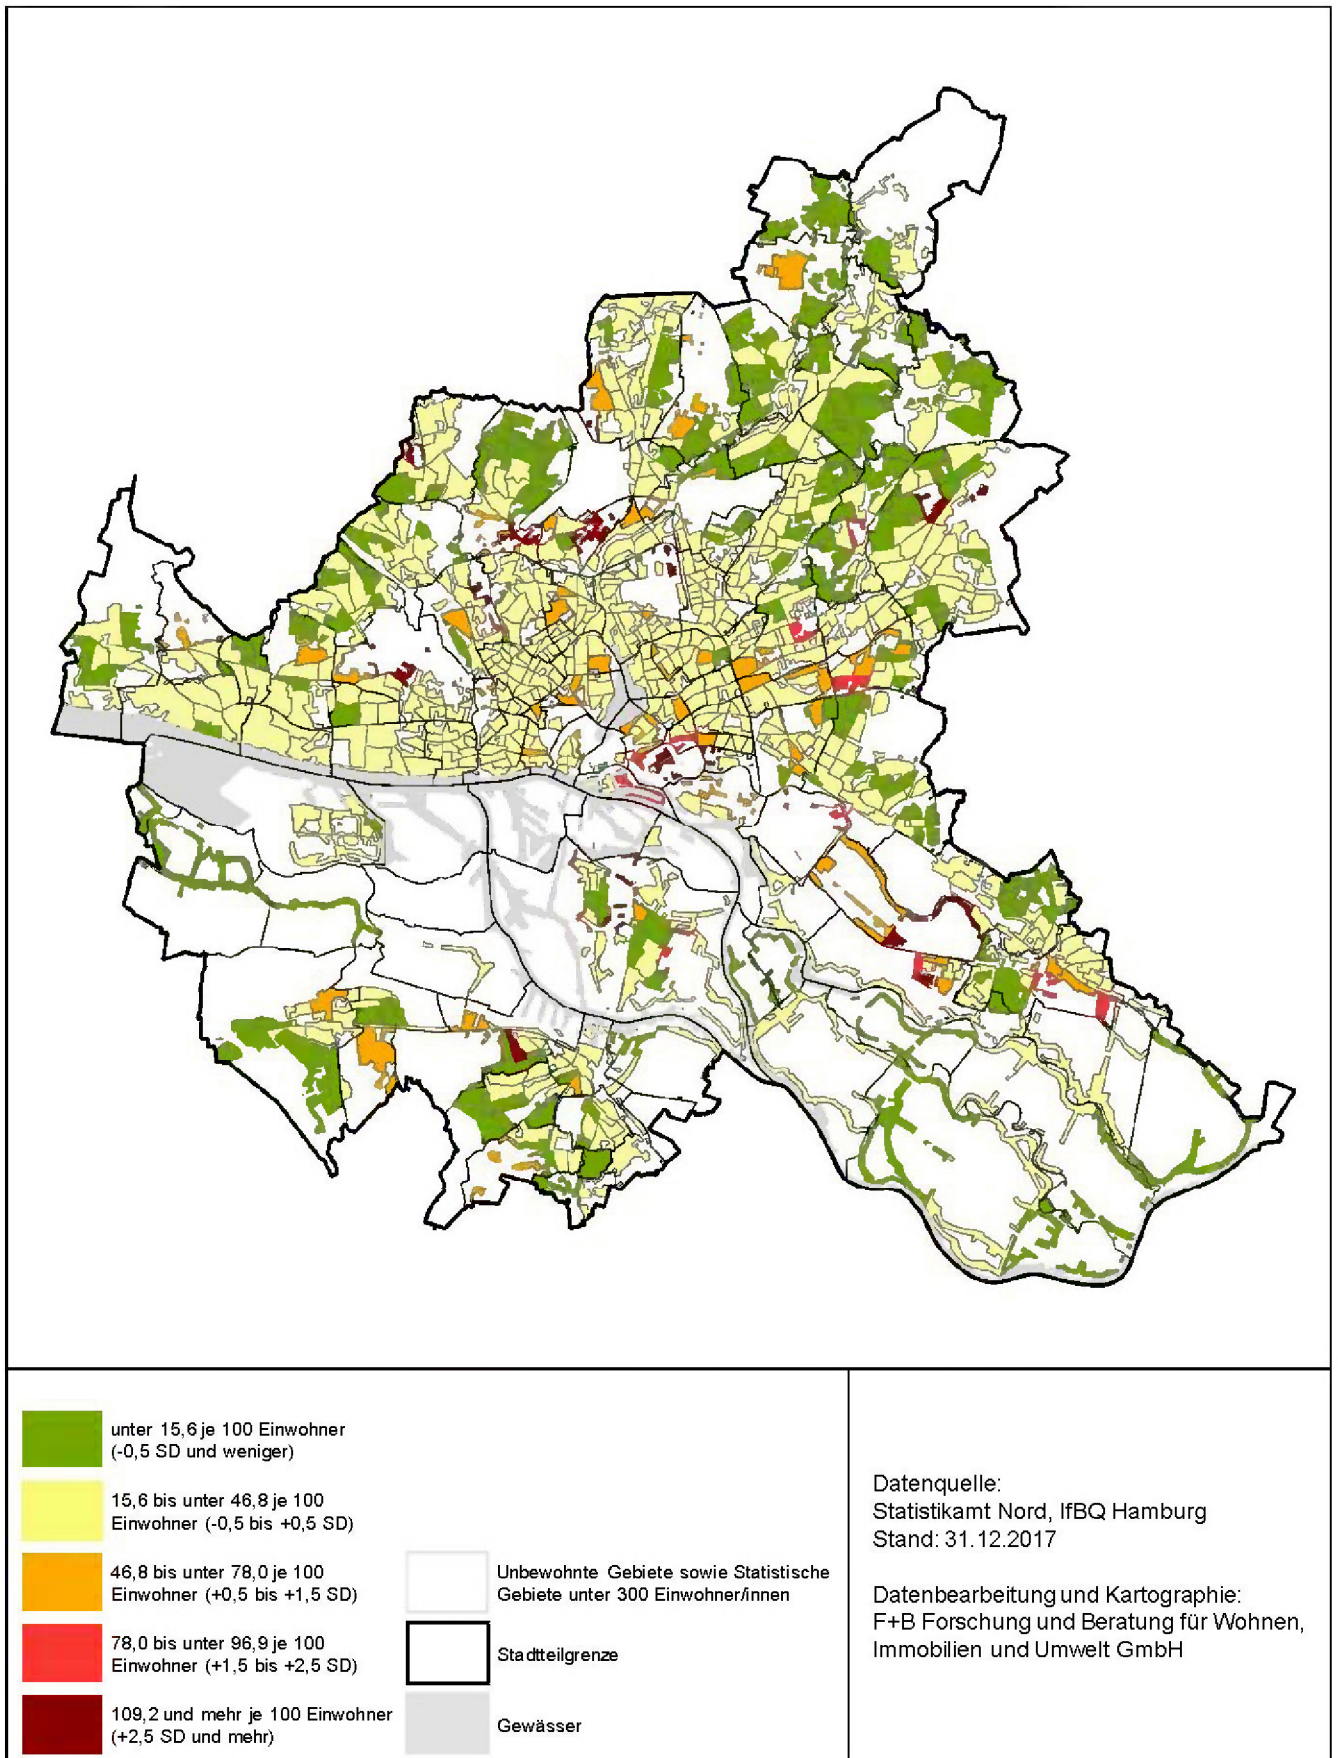 unter 15,6 je 100 Einwohner
(-0,5 SD und weniger)
15,6 bis unter 46,8 je 100
Einwohner (-0,5 bis +0,5 SD)
46,8 bis unter 78,0 je 100
Einwohner (+0,5 bis +1,5 SD)
78,0 bis unter 96,9 je 100
Einwohner (+1,5 bis +2,5 SD)
109,2 und mehr je 100 Einwohner
(+2,5 SD und mehr)
Unbewohnte Gebiete sowie Statistische
Gebiete unter 300 Einwohner/innen
Stadtteilgrenze
Gewässer
Datenquelle:
Statistikamt Nord, IfBQ Hamburg
Stand: 31.12.2017
Datenbearbeitung und Kartographie:
F+B Forschung und Beratung für Wohnen,
Immobilien und Umwelt GmbH